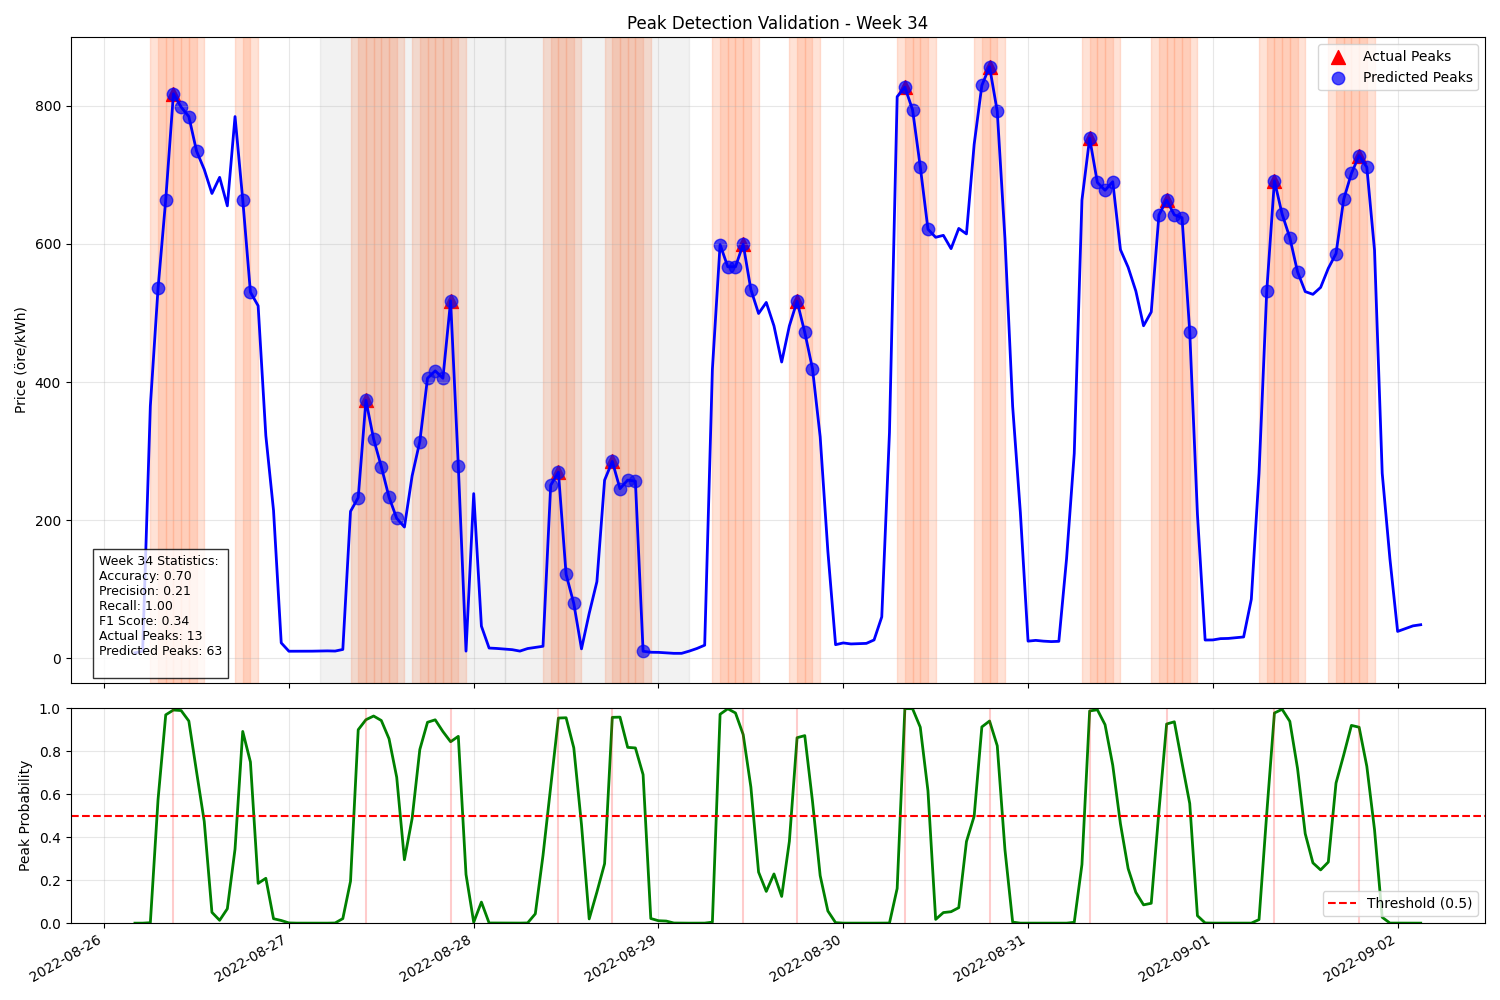 Peak Detection Validation - Week 34
Actual Peaks
Predicted Peaks
Price (öre/kWh)
800
600
400
200
0
Week 34 Statistics:
Accuracy: 0.70
Precision: 0.21
Recall: 1.00
F1 Score: 0.34
Actual Peaks: 13
Predicted Peaks: 63
Peak Probability
1.0
0.8
0.6
0.4
0.2
0.0
Threshold (0.5)
2022-08-26
2022-08-27
2022-08-28
2022-08-29
2022-08-30
2022-08-31
2022-09-01
2022-09-02